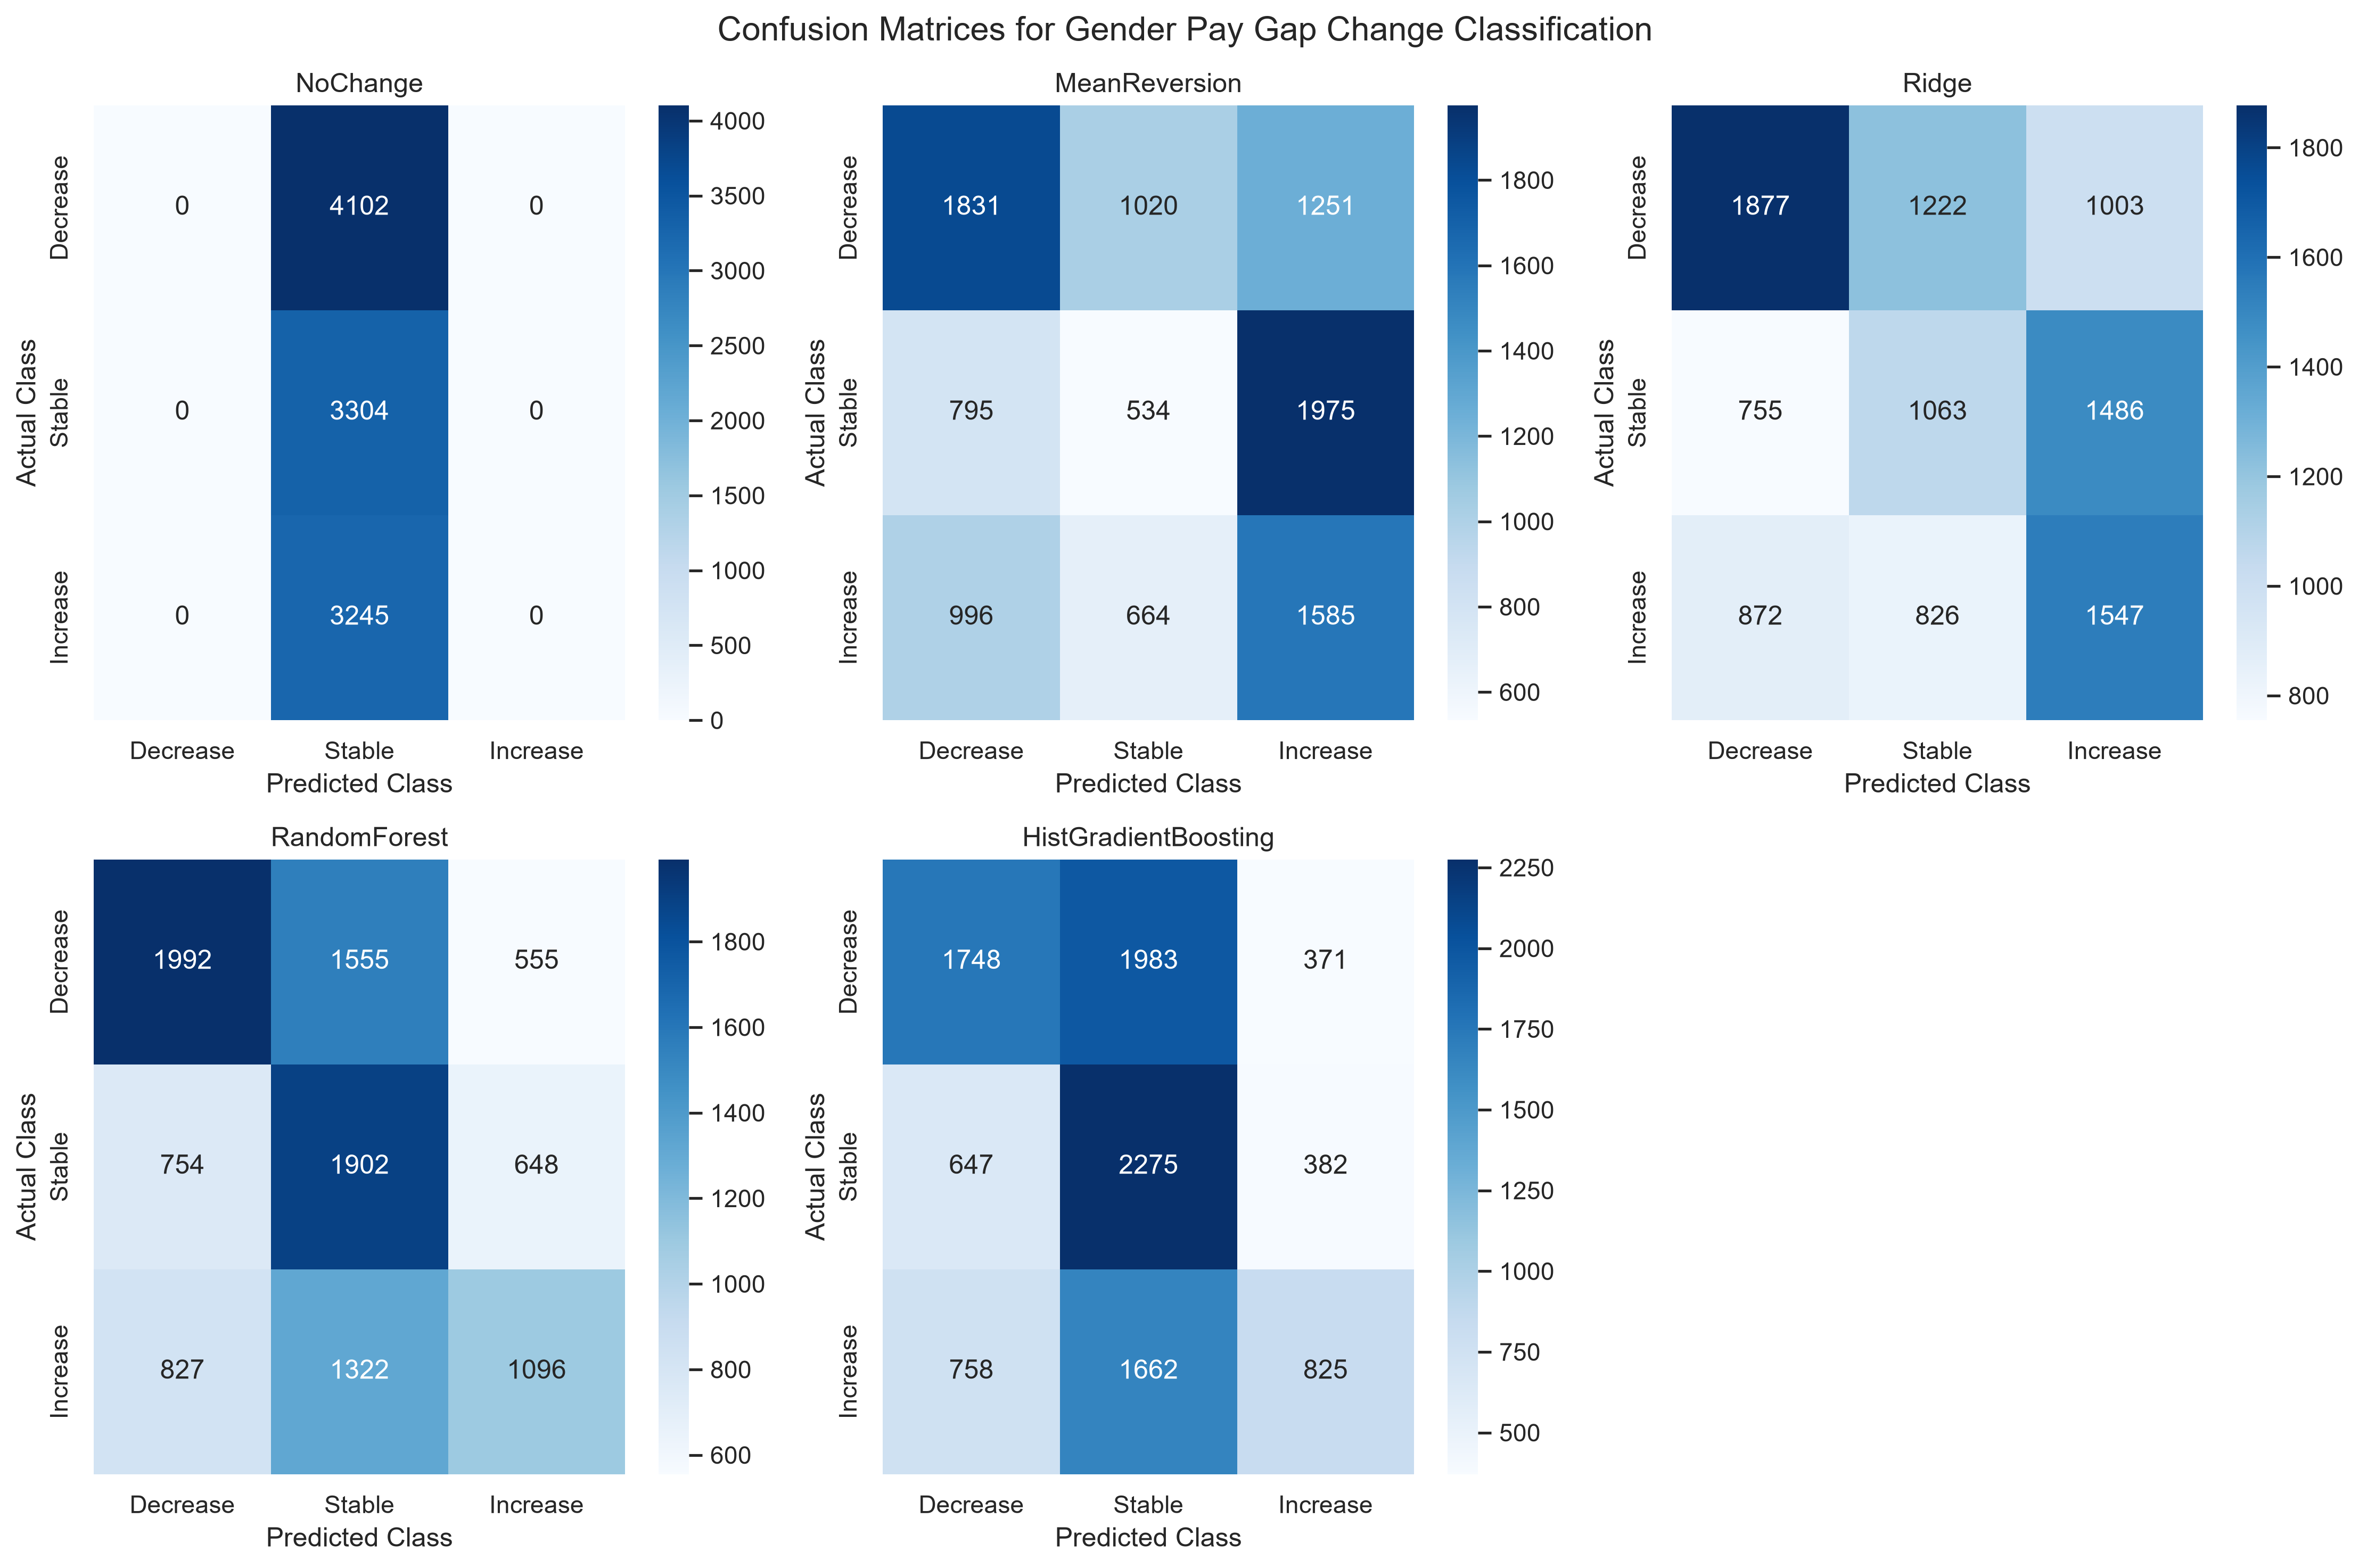 Confusion Matrices for Gender Pay Gap Change Classification
NoChange
Actual Class
Decrease
Stable
Increase
0 4102 0
0 3304 0
0 3245 0
Decrease Stable Increase
Predicted Class
4000
3500
3000
2500
2000
1500
1000
500
0
MeanReversion
Actual Class
Decrease
Stable
Increase
1831 1020 1251
795 534 1975
996 664 1585
Decrease Stable Increase
Predicted Class
1800
1600
1400
1200
1000
800
600
Ridge
Actual Class
Decrease
Stable
Increase
1877 1222 1003
755 1063 1486
872 826 1547
Decrease Stable Increase
Predicted Class
1800
1600
1400
1200
1000
800
RandomForest
Actual Class
Decrease
Stable
Increase
1992 1555 555
754 1902 648
827 1322 1096
Decrease Stable Increase
Predicted Class
1800
1600
1400
1200
1000
800
600
HistGradientBoosting
Actual Class
Decrease
Stable
Increase
1748 1983 371
647 2275 382
758 1662 825
Decrease Stable Increase
Predicted Class
2250
2000
1750
1500
1250
1000
750
500